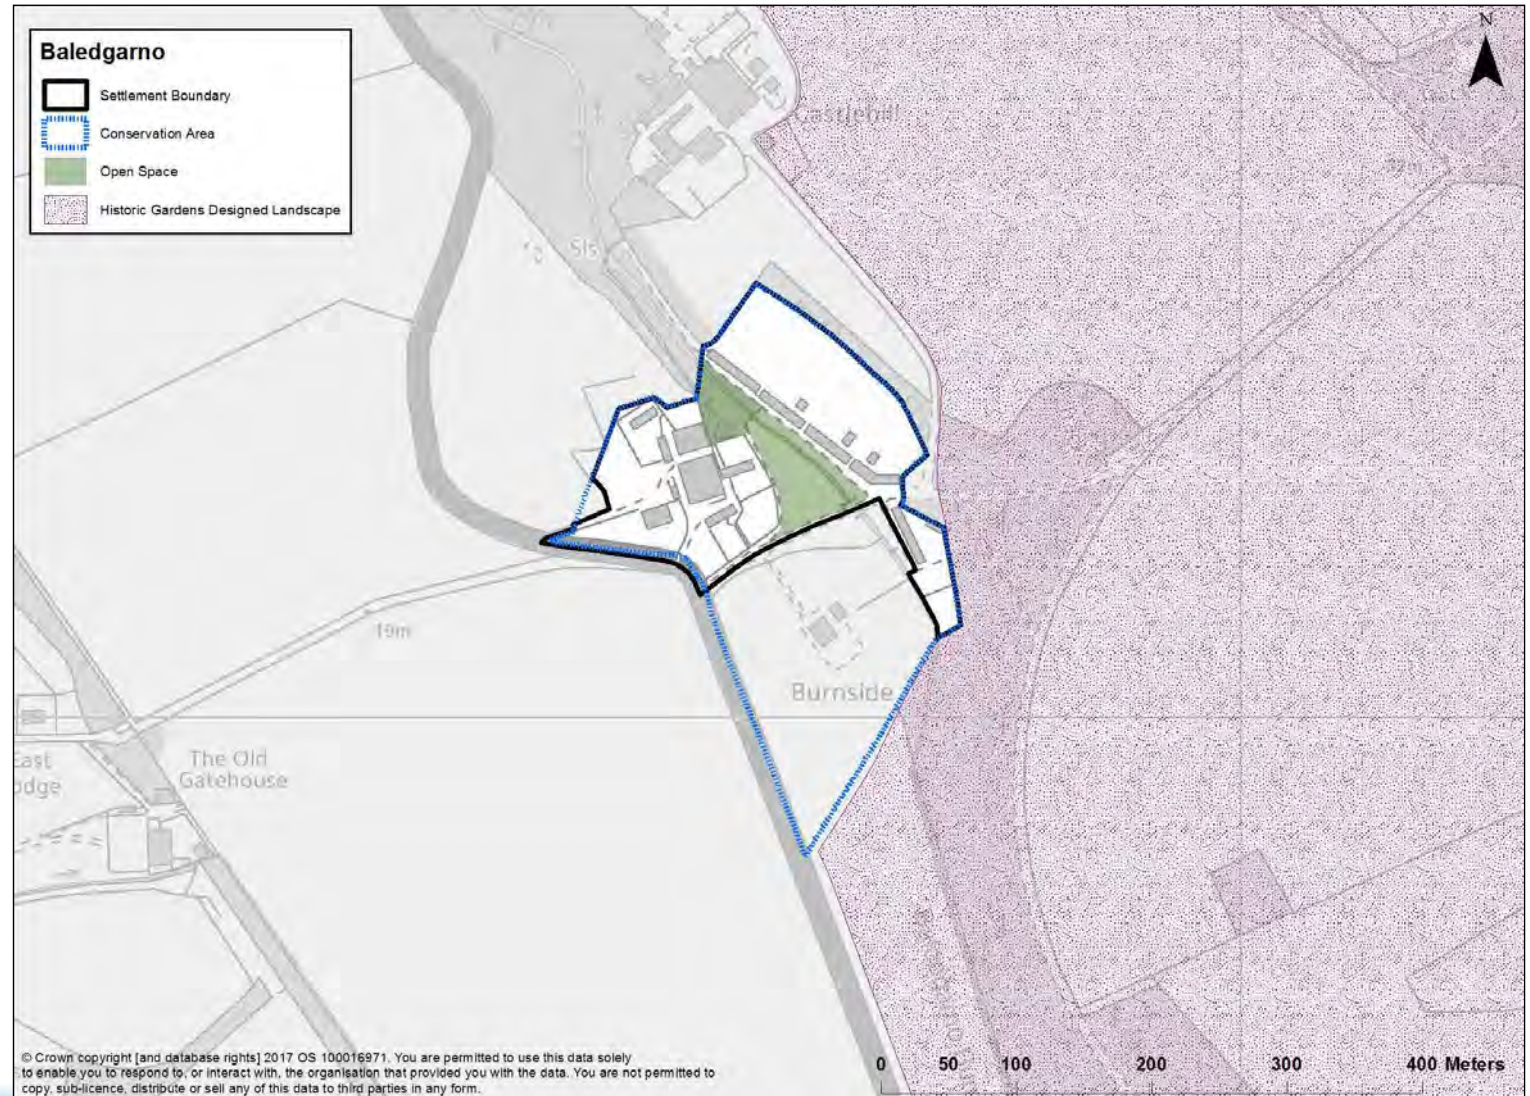 Baledgarno
Settlement Boundary
Conservation Area
Open Space
Historic Gardens Designed Landscape
N
Castlehill
Sls
19m
Burnside
The Old
Gatehouse
© Crown copyright [and database rights] 2017 OS 100016971. You are permitted to use this data solely
to enable you to respond to, or interact with, the organisation that provided you with the data. You are not permitted to
copy, sub-licence, distribute or sell any of this data to third parties in any form.
0 50 100 200 300 400 Meters